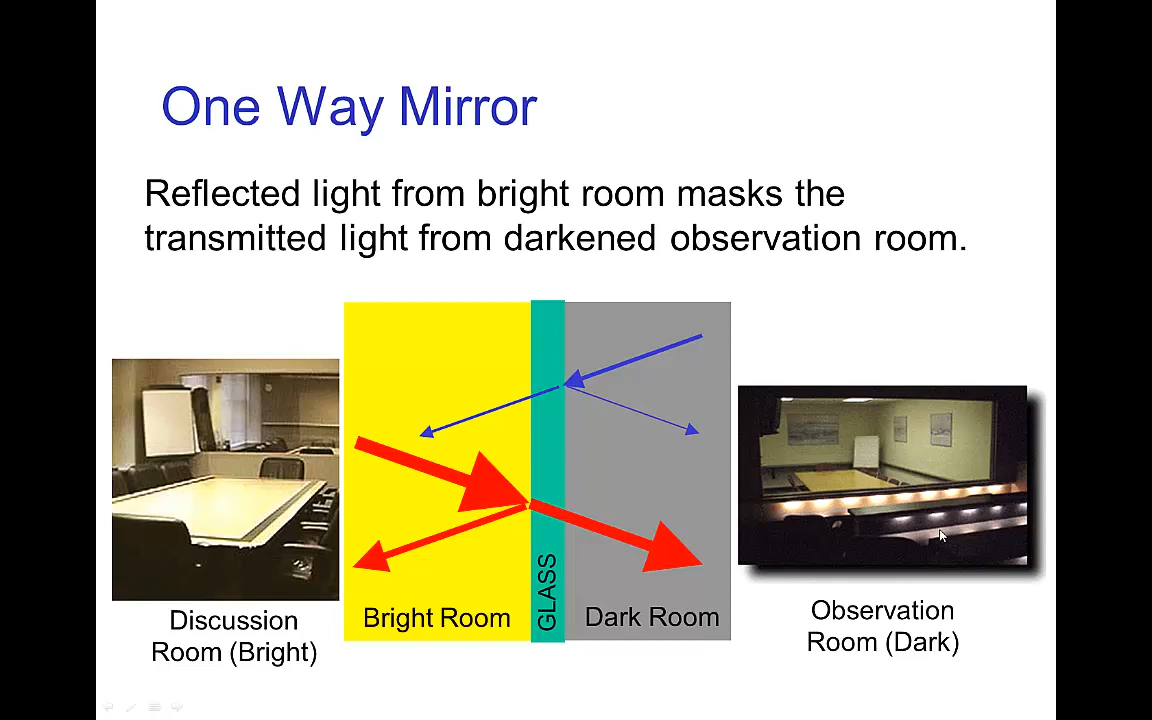 One Way Mirror
Reflected light from bright room masks the
transmitted light from darkened observation room.
GLASS
Bright Room
Dark Room
Discussion
Room (Bright)
Observation
Room (Dark)